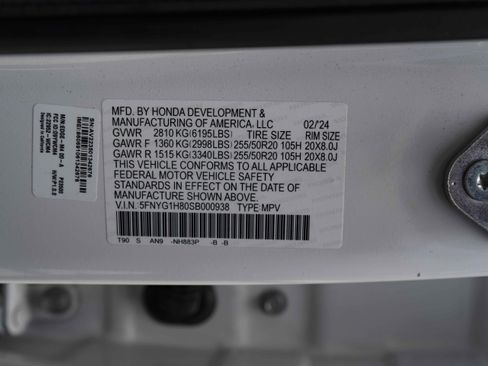 MFD. BY HONDA DEVELOPMENT &
MANUFACTURING OF AMERICA, LLC 02/24
GVWR 2810 KG(6195LBS) TIRE SIZE RIM SIZE
GAWR F 1360 KG(2998LBS) 255/50R20 105H 20X8.0J
GAWR R 1515 KG(3340LBS) 255/50R20 105H 20X8.0J
THIS VEHICLE CONFORMS TO ALL APPLICABLE
FEDERAL MOTOR VEHICLE SAFETY
STANDARDS IN EFFECT ON THE DATE OF
MANUFACTURE SHOWN ABOVE.
V.I.N. 5FNYG1H80SB000938 TYPE:MPV
T90 S AN9 -NH883P -B -B